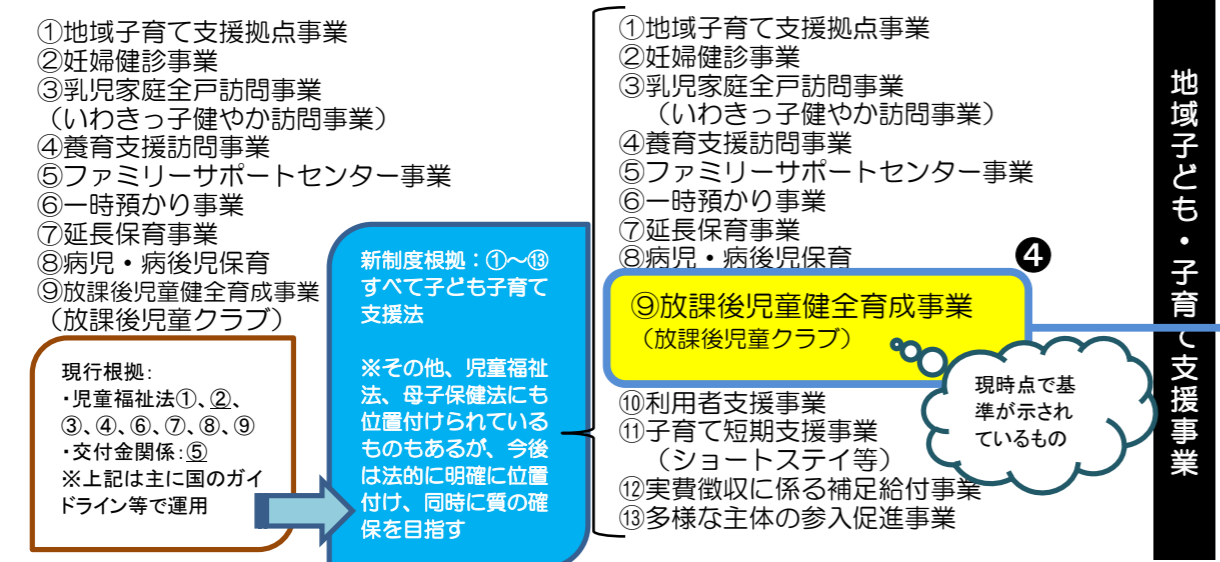 ①地域子育て支援拠点事業
②妊婦健診事業
③乳児家庭全戸訪問事業
（いわきっ子健やか訪問事業）
④養育支援訪問事業
⑤ファミリーサポートセンター事業
⑥一時預かり事業
⑦延長保育事業
⑧病児・病後児保育
⑨放課後児童健全育成事業
（放課後児童クラブ）
現行根拠：
・児童福祉法①、②、
③、④、⑥、⑦、⑧、⑨
・交付金関係：⑤
※上記は主に国のガイ
ドライン等で運用
新制度根拠：①～⑬
すべて子ども子育て
支援法
※その他、児童福祉
法、母子保健法にも
位置付けられている
ものもあるが、今後
は法的に明確に位置
付け、同時に質の確
保を目指す
①地域子育て支援拠点事業
②妊婦健診事業
③乳児家庭全戸訪問事業
（いわきっ子健やか訪問事業）
④養育支援訪問事業
⑤ファミリーサポートセンター事業
⑥一時預かり事業
⑦延長保育事業
⑧病児・病後児保育
❹
⑨放課後児童健全育成事業
（放課後児童クラブ）
現時点で基
準が示され
ているもの
⑩利用者支援事業
⑪子育て短期支援事業
（ショートステイ等）
⑫実費徴収に係る補足給付事業
⑬多様な主体の参入促進事業
地域子ども・子育て支援事業